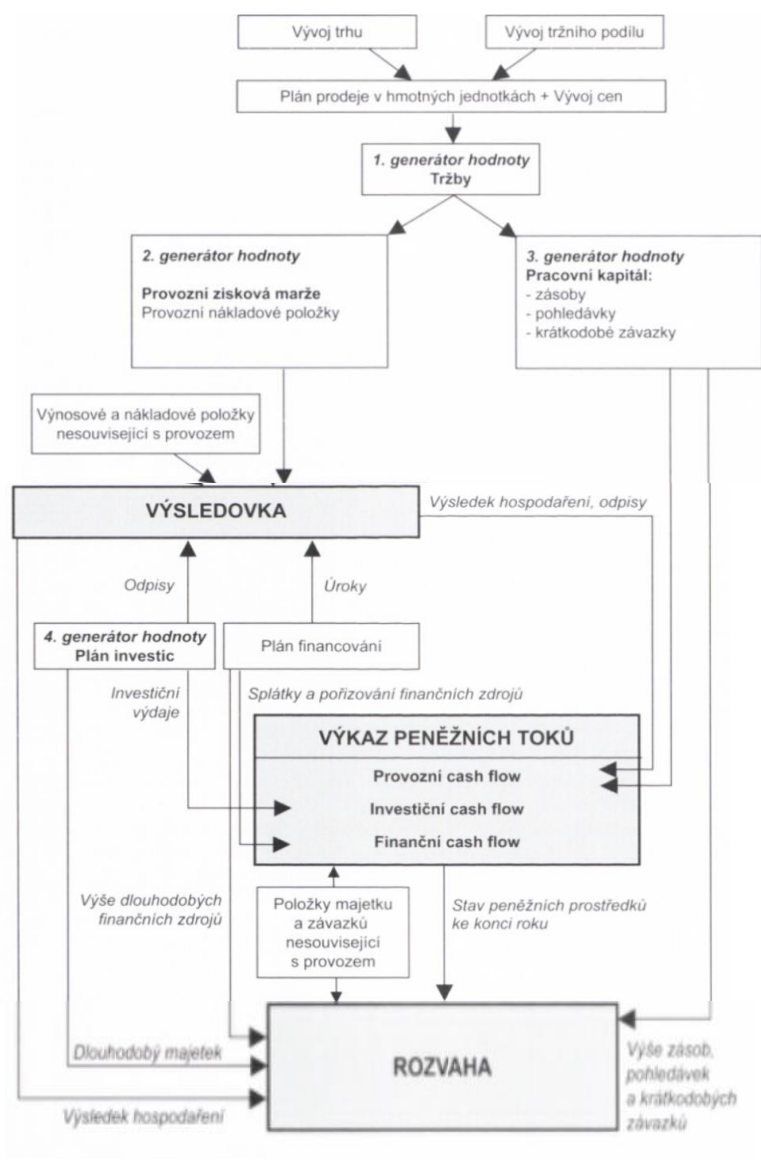 Vývoj trhu
Vývoj tržního podílu
Plán prodeje v hmotných jednotkách + Vývoj cen
1. generátor hodnoty
Tržby
2. generátor hodnoty
Provozní zisková marže
Provozní nákladové položky
3. generátor hodnoty
Pracovní kapitál:
- zásoby
- pohledávky
- krátkodobé závazky
Výnosové a nákladové položky
nesouvisející s provozem
VÝSLEDOVKA
Výsledek hospodaření, odpisy
Odpisy
Úroky
4. generátor hodnoty
Plán investic
Plán financování
Investiční
výdaje
Splátky a pořizování finančních zdrojů
VÝKAZ PENĚŽNÍCH TOKŮ
Provozní cash flow
Investiční cash flow
Finanční cash flow
Výše dlouhodobých
finančních zdrojů
Položky majetku
a závazků
nesouvisející
s provozem
Stav peněžních prostředků
ke konci roku
Dlouhodobý majetek
Výsledek hospodaření
ROZVAHA
Výše zásob,
pohledávek
a krátkodobých
závazků